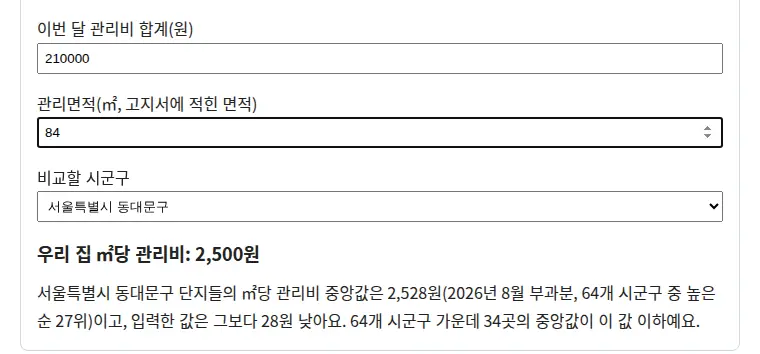 이번 달 관리비 합계(원)
210000
관리면적(㎡, 고지서에 적힌 면적)
84
비교할 시군구
서울특별시 동대문구
우리 집 ㎡당 관리비: 2,500원
서울특별시 동대문구 단지들의 ㎡당 관리비 중앙값은 2,528원(2026년 8월 부과분, 64개 시군구 중 높은
순 27위)이고, 입력한 값은 그보다 28원 낮아요. 64개 시군구 가운데 34곳의 중앙값이 이 값 이하예요.